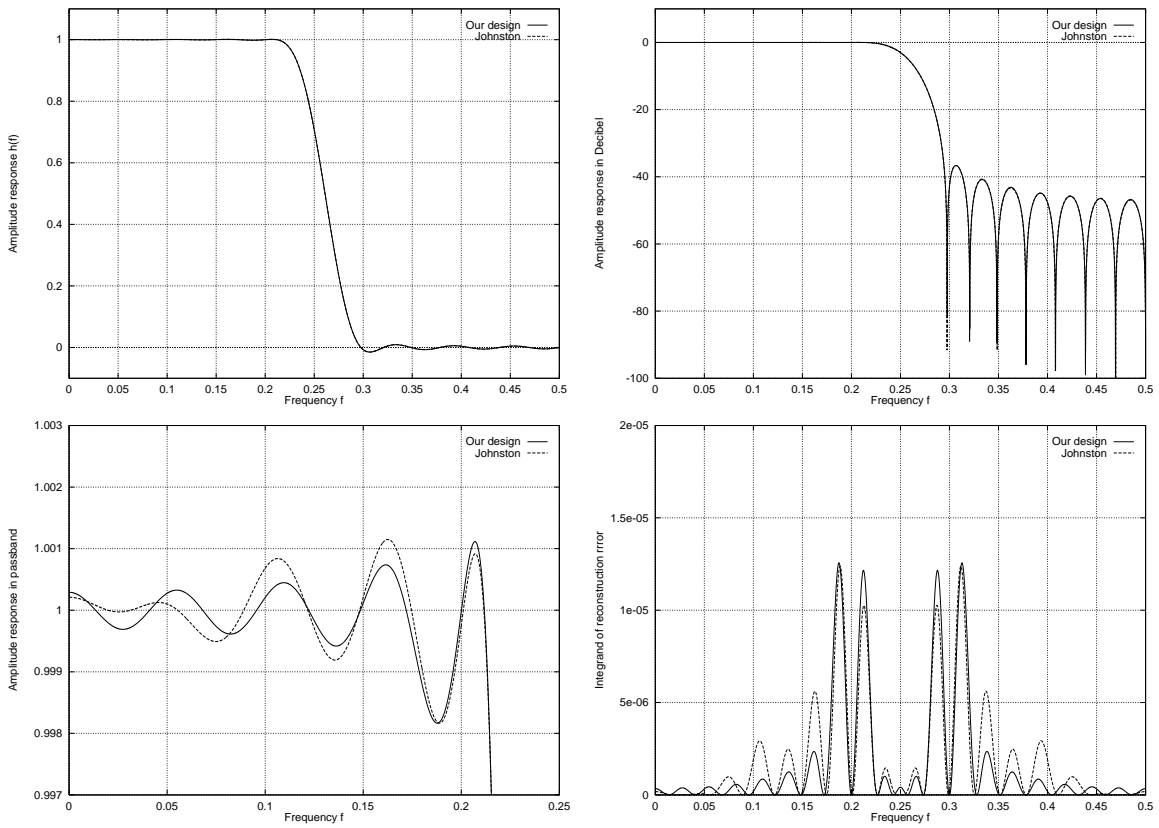 Our design
Johnston
1
0.8
0.6
0.4
0.2
0
Amplitude response h(f)
0 0.05 0.1 0.15 0.2 0.25 0.3 0.35 0.4 0.45 0.5
Frequency f
Our design
Johnston
0
-20
-40
-60
-80
-100
Amplitude response in Decibel
0 0.05 0.1 0.15 0.2 0.25 0.3 0.35 0.4 0.45 0.5
Frequency f
Our design
Johnston
1.003
1.002
1.001
1
0.999
0.998
0.997
Amplitude response in passband
0 0.05 0.1 0.15 0.2 0.25
Frequency f
Our design
Johnston
2e-05
1.5e-05
1e-05
5e-06
0
Integrand of reconstruction rrror
0 0.05 0.1 0.15 0.2 0.25 0.3 0.35 0.4 0.45 0.5
Frequency f